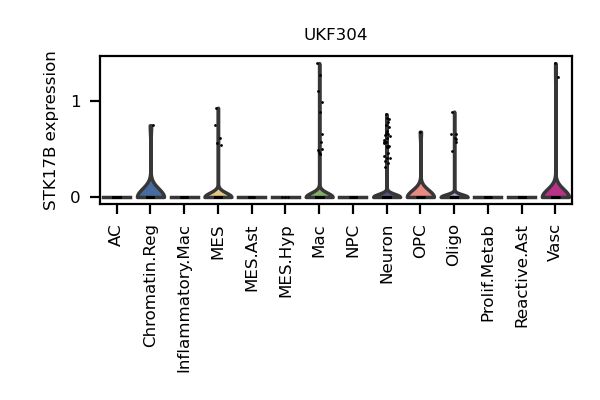 UKF304
STK17B expression
1
0
AC
Chromatin.Reg
Inflammatory.Mac
MES
MES.Ast
MES.Hyp
Mac
NPC
Neuron
OPC
Oligo
Prolif.Metab
Reactive.Ast
Vasc